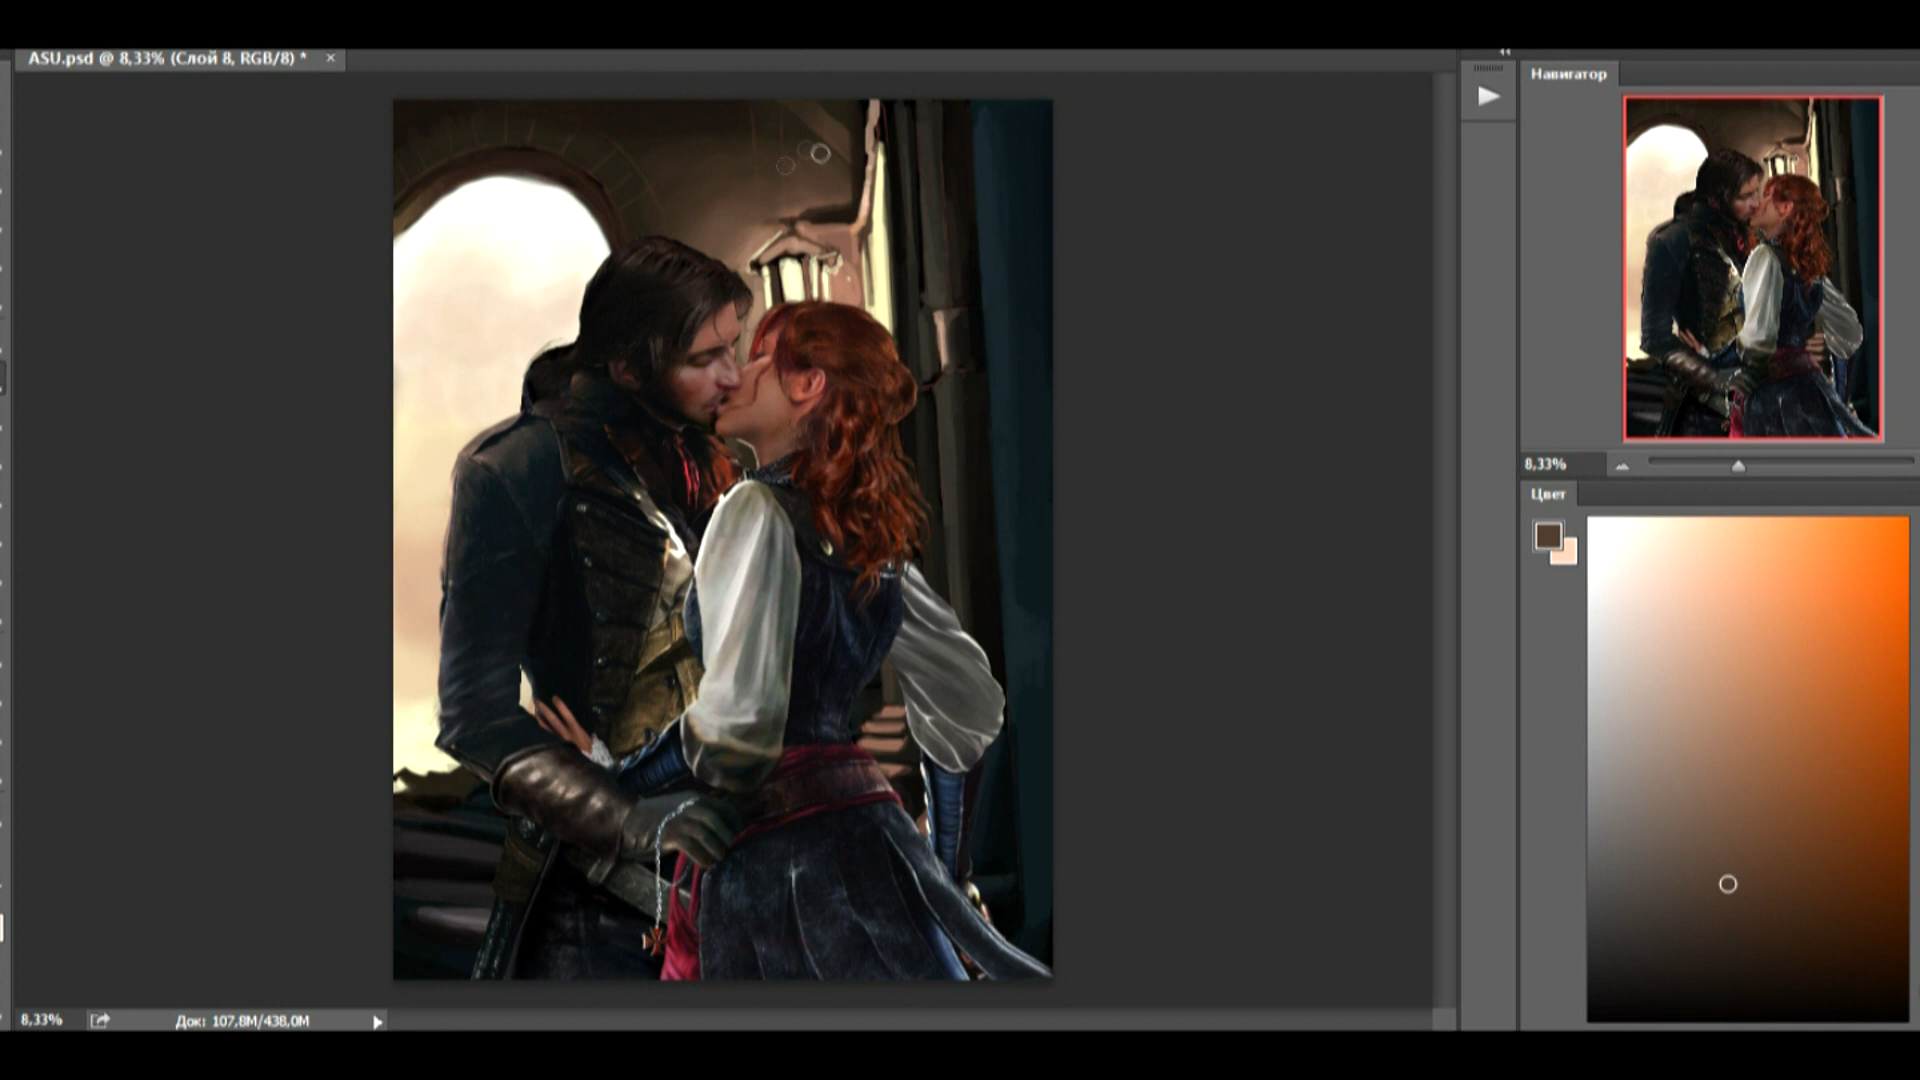 ASU.psd @ 8,33% (Слой 8, RGB/8) *
Навигатор
8,33%
Цвет
8,33%
Док: 107,8M/438,0M